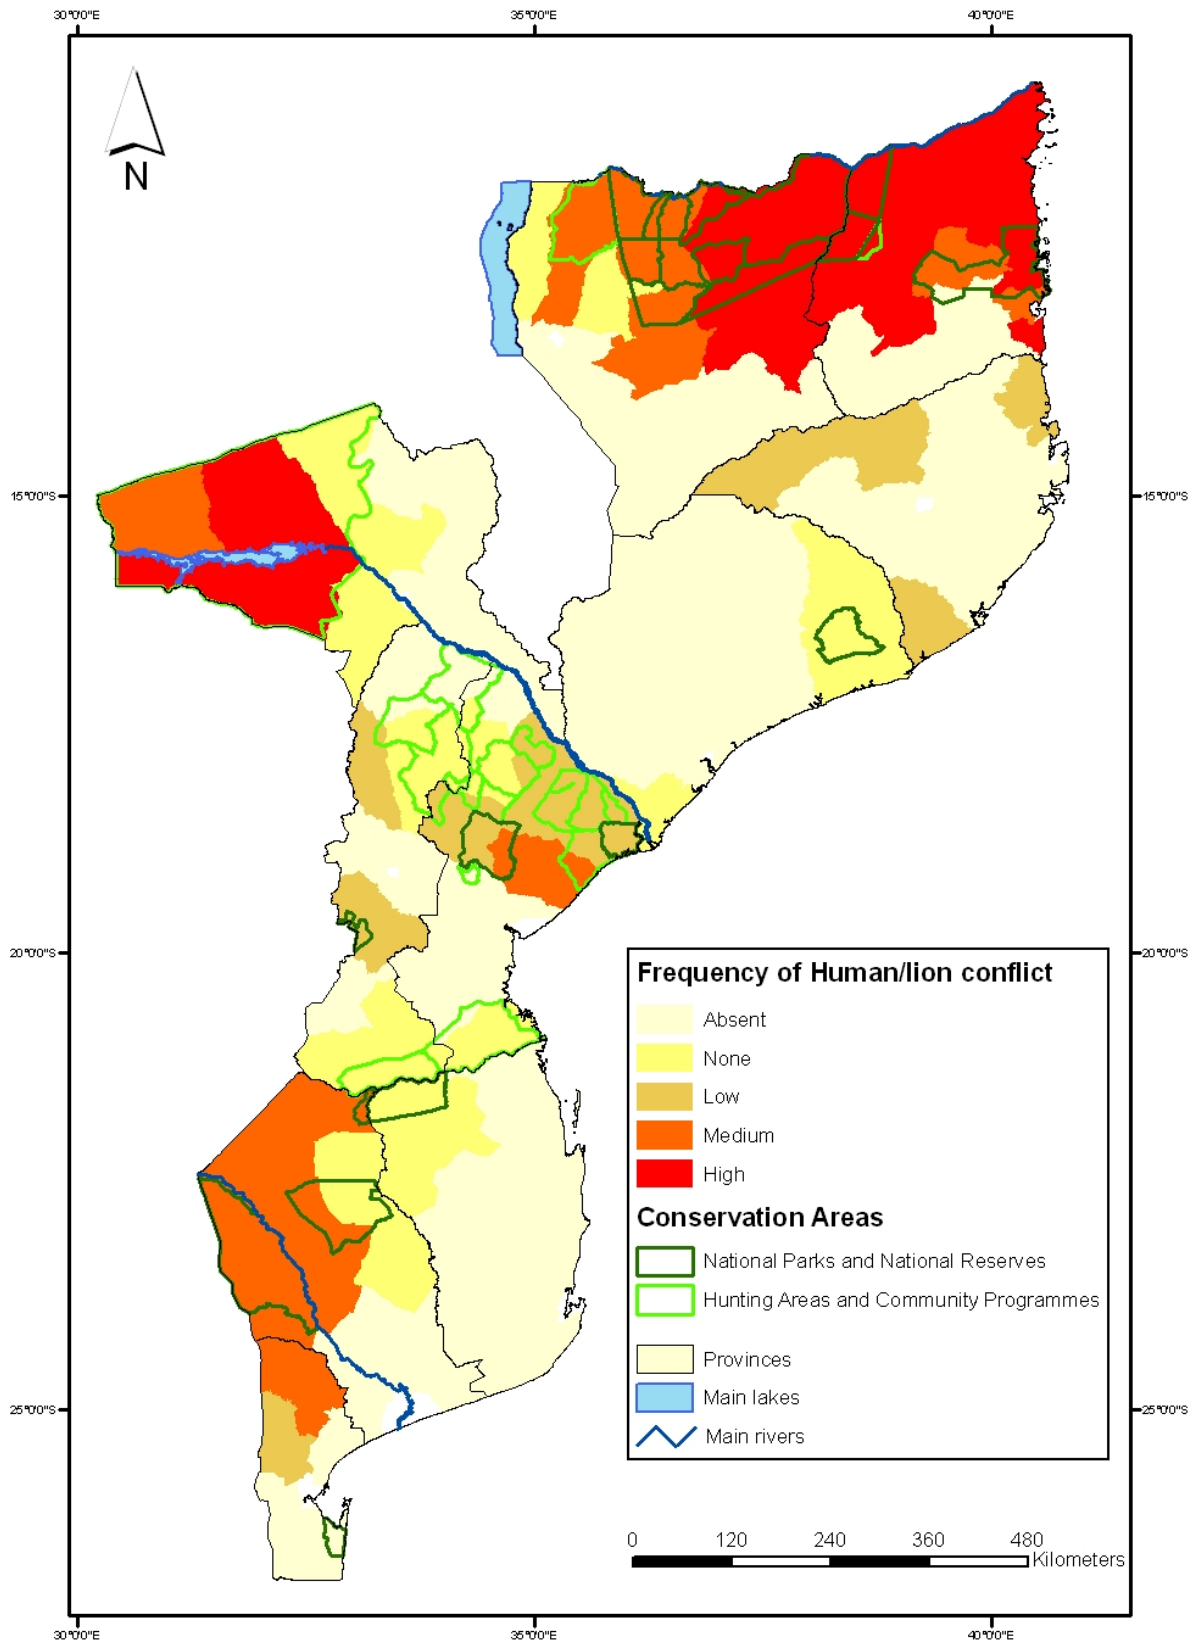 30°0'0"E
35°0'0"E
40°0'0"E
N
15°0'0"S
15°0'0"S
20°0'0"S
20°0'0"S
Frequency of Human/lion conflict
Absent
None
Low
Medium
High
Conservation Areas
National Parks and National Reserves
Hunting Areas and Community Programmes
Provinces
Main lakes
Main rivers
25°0'0"S
25°0'0"S
0 120 240 360 480
Kilometers
30°0'0"E
35°0'0"E
40°0'0"E